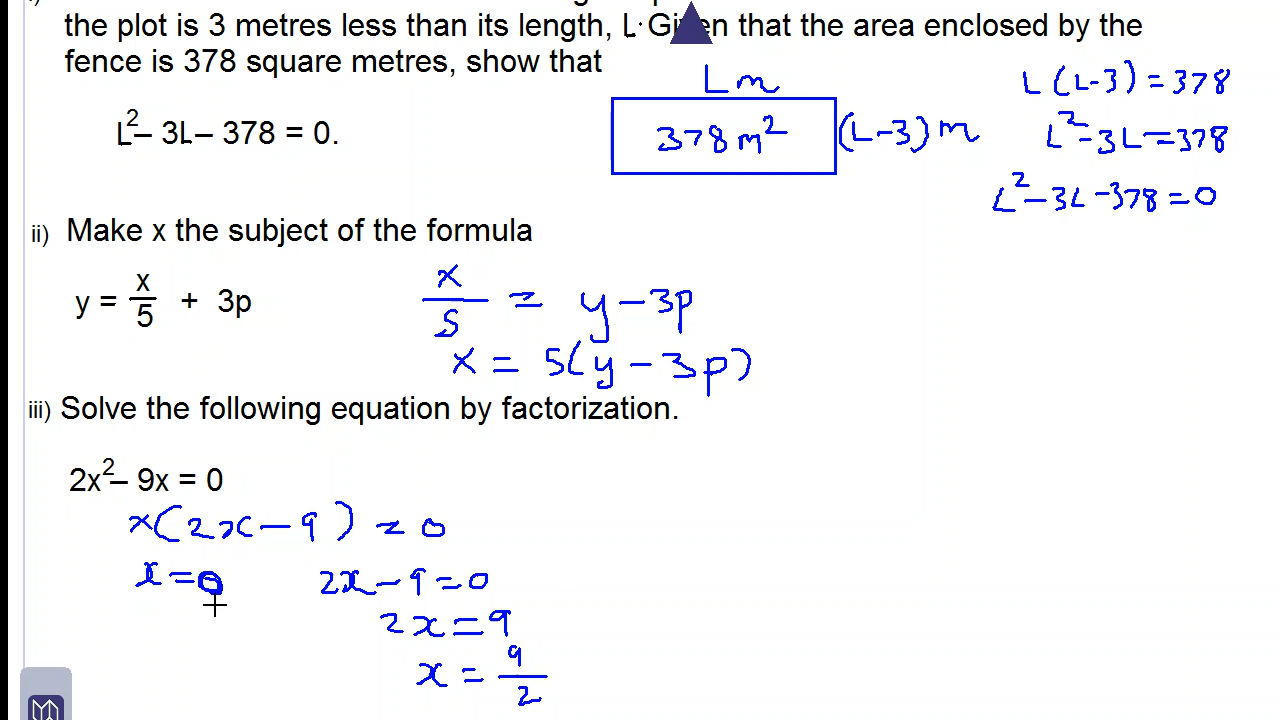 the plot is 3 metres less than its length, L. Given that the area enclosed by the
fence is 378 square metres, show that
L² – 3L – 378 = 0.
L m
378 m²
(L-3) m
L (L-3) = 378
L² - 3L = 378
L² - 3L - 378 = 0
ii) Make x the subject of the formula
y = x/5 + 3p
x/5 = y - 3p
x = 5(y - 3p)
iii) Solve the following equation by factorization.
2x² – 9x = 0
x(2x - 9) = 0
x = 0
2x - 9 = 0
2x = 9
x = 9/2